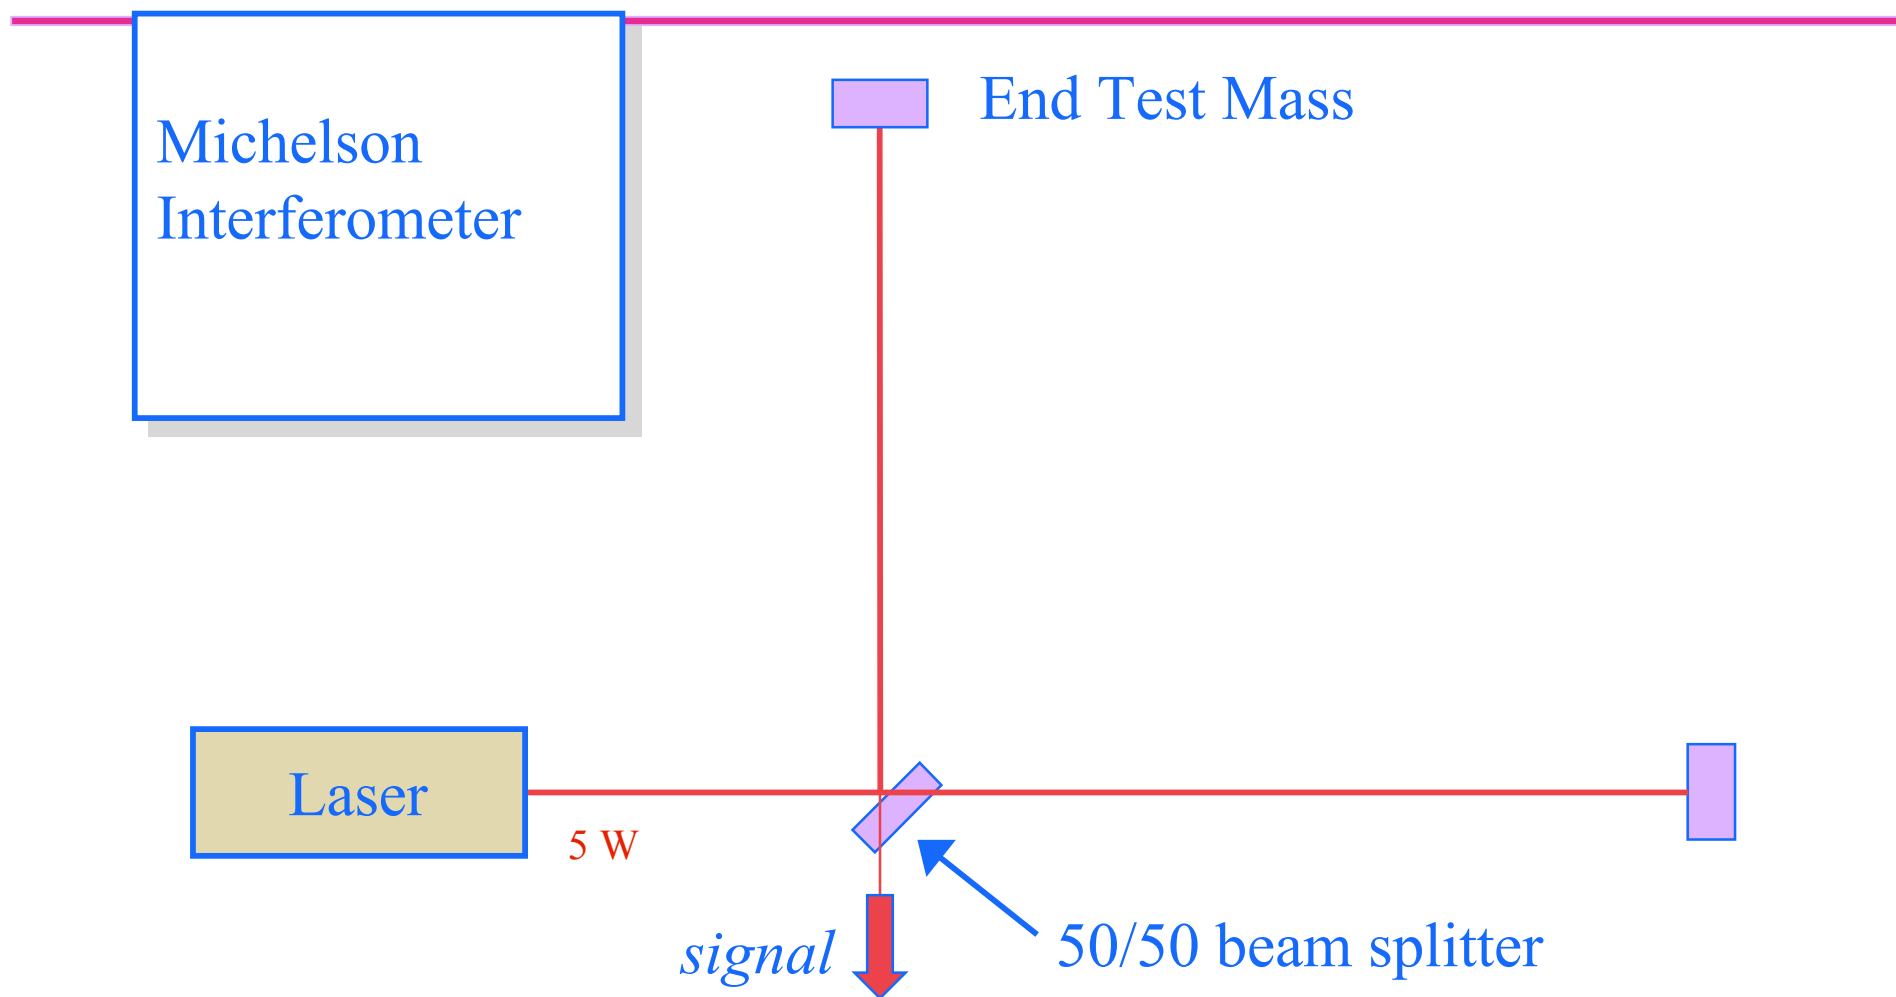 Michelson
Interferometer
End Test Mass
Laser
5 W
signal
50/50 beam splitter